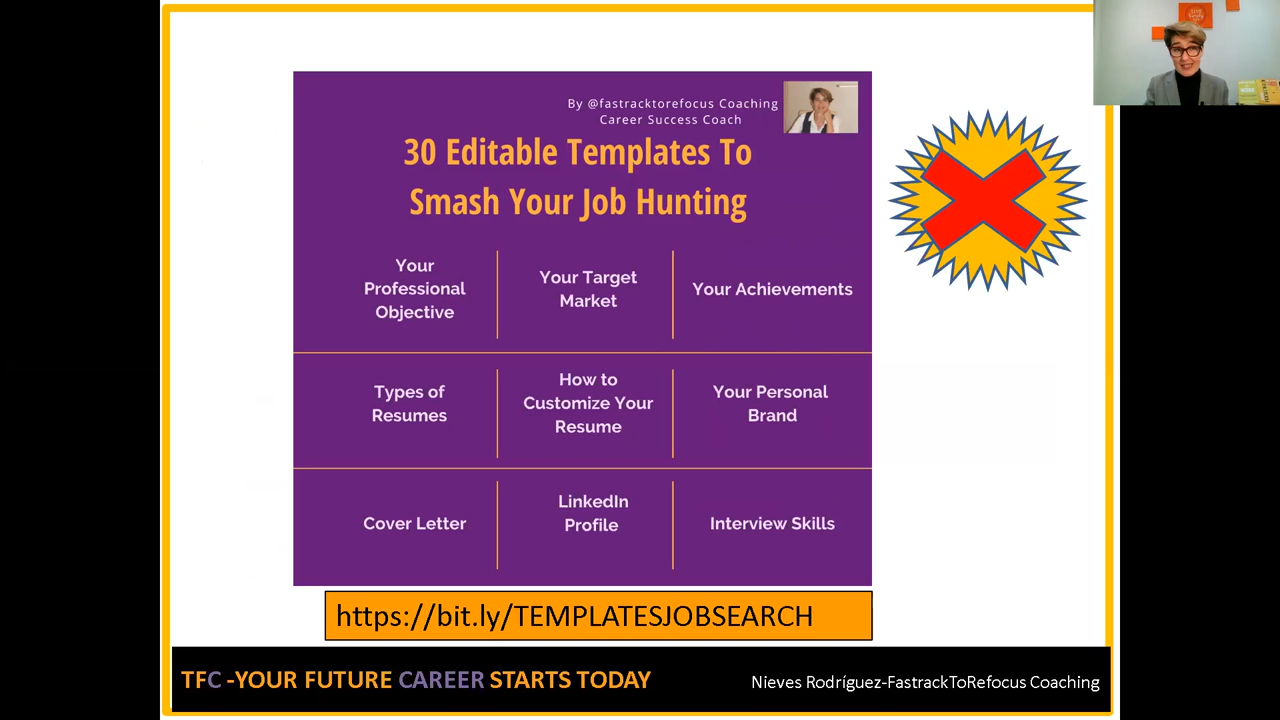 By @fastracktorefocus Coaching
Career Success Coach
30 Editable Templates To
Smash Your Job Hunting
Your
Professional
Objective
Your Target
Market
Your Achievements
Types of
Resumes
How to
Customize Your
Resume
Your Personal
Brand
Cover Letter
LinkedIn
Profile
Interview Skills
https://bit.ly/TEMPLATESJOBSEARCH
TFC -YOUR FUTURE CAREER STARTS TODAY
Nieves Rodríguez-FastrackToRefocus Coaching